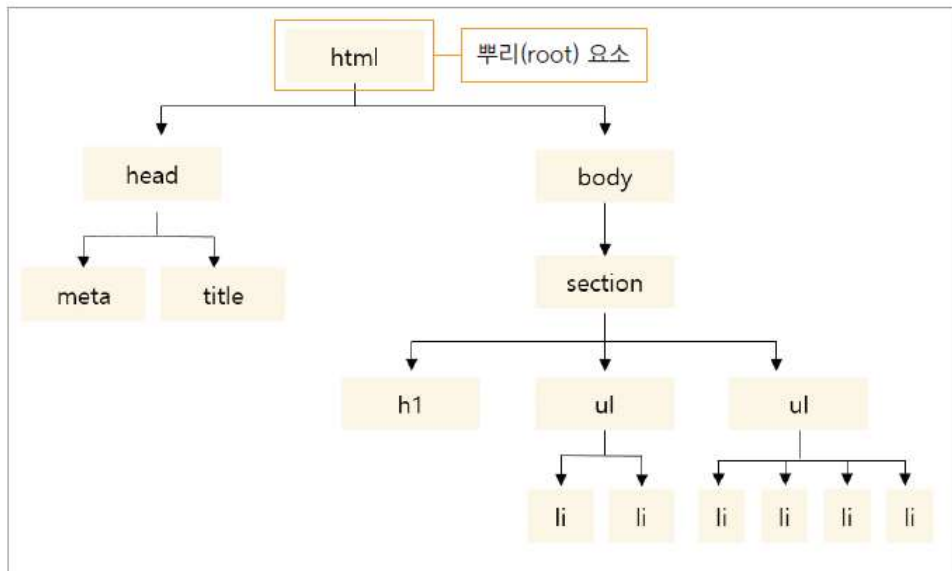 html
뿌리(root) 요소
head
body
meta
title
section
h1
ul
ul
li
li
li
li
li
li